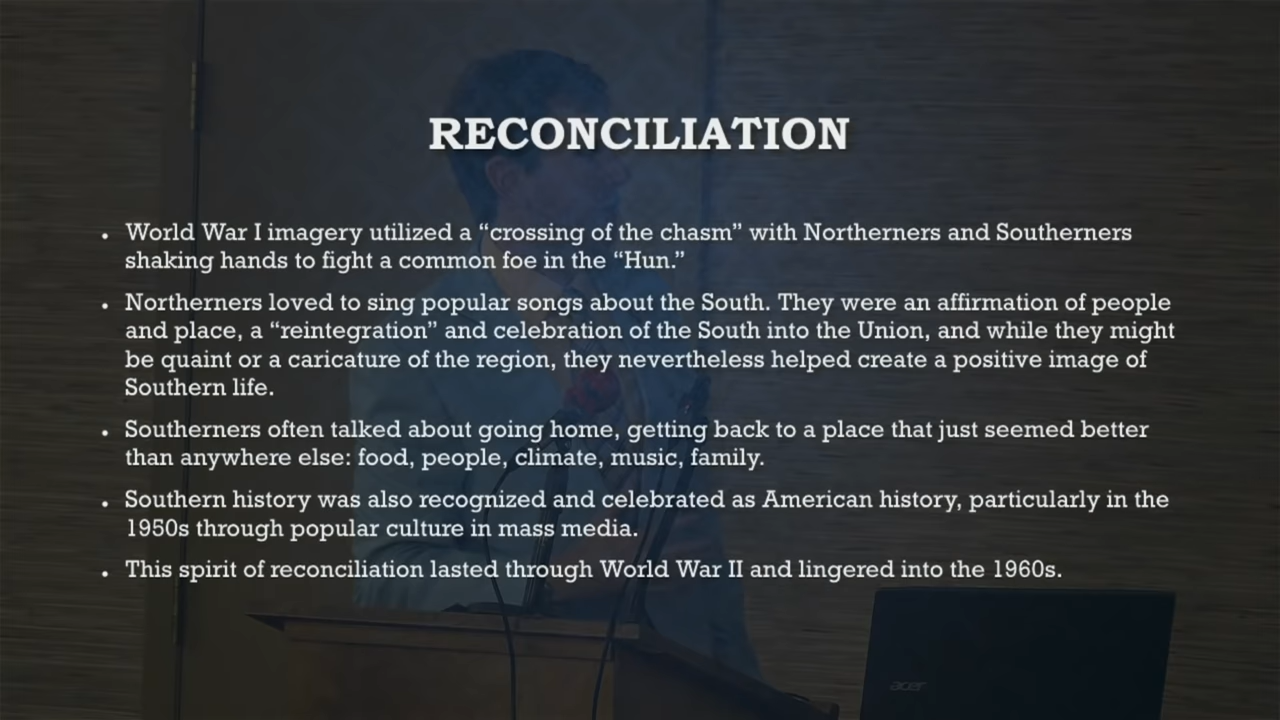 RECONCILIATION
World War I imagery utilized a “crossing of the chasm” with Northerners and Southerners
shaking hands to fight a common foe in the “Hun.”
Northerners loved to sing popular songs about the South. They were an affirmation of people
and place, a “reintegration” and celebration of the South into the Union, and while they might
be quaint or a caricature of the region, they nevertheless helped create a positive image of
Southern life.
Southerners often talked about going home, getting back to a place that just seemed better
than anywhere else: food, people, climate, music, family.
Southern history was also recognized and celebrated as American history, particularly in the
1950s through popular culture in mass media.
This spirit of reconciliation lasted through World War II and lingered into the 1960s.
acer